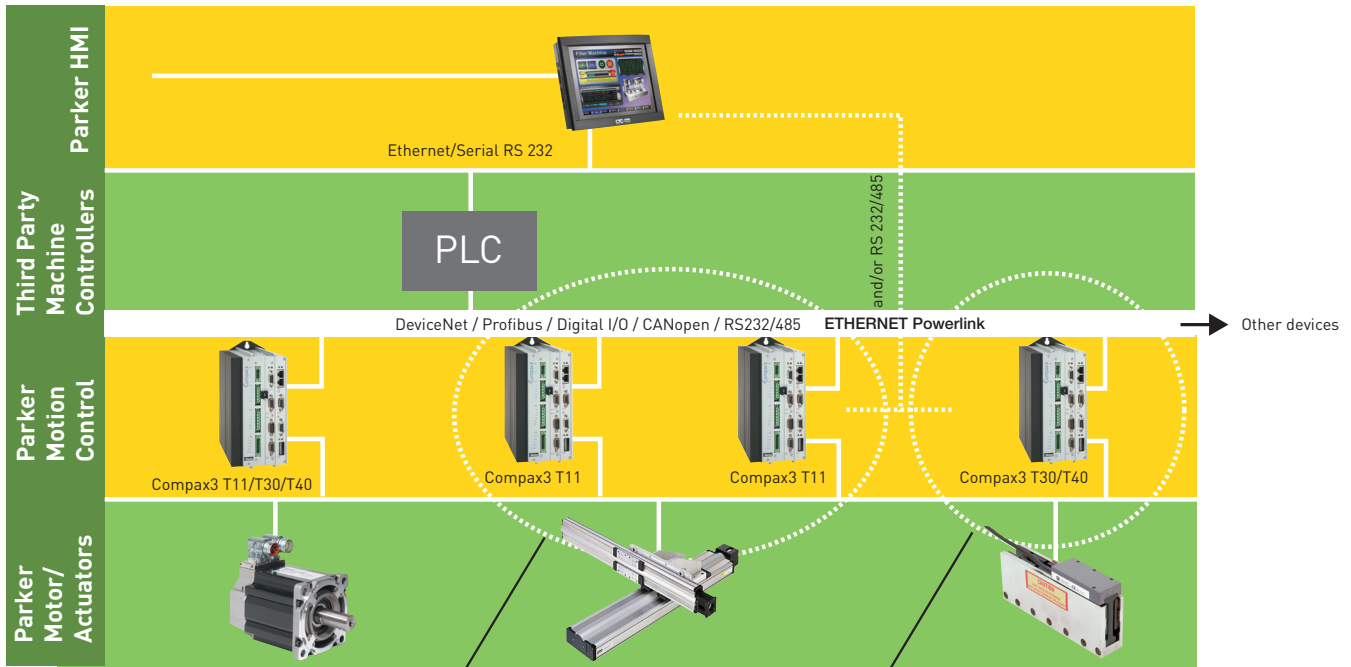 Parker HMI
Ethernet/Serial RS 232
Third Party
Machine
Controllers
PLC
and/or RS 232/485
DeviceNet / Profibus / Digital I/O / CANopen / RS232/485 ETHERNET Powerlink
Other devices
Parker
Motion
Control
Compax3 T11/T30/T40
Compax3 T11
Compax3 T11
Compax3 T30/T40
Parker
Motor/
Actuators